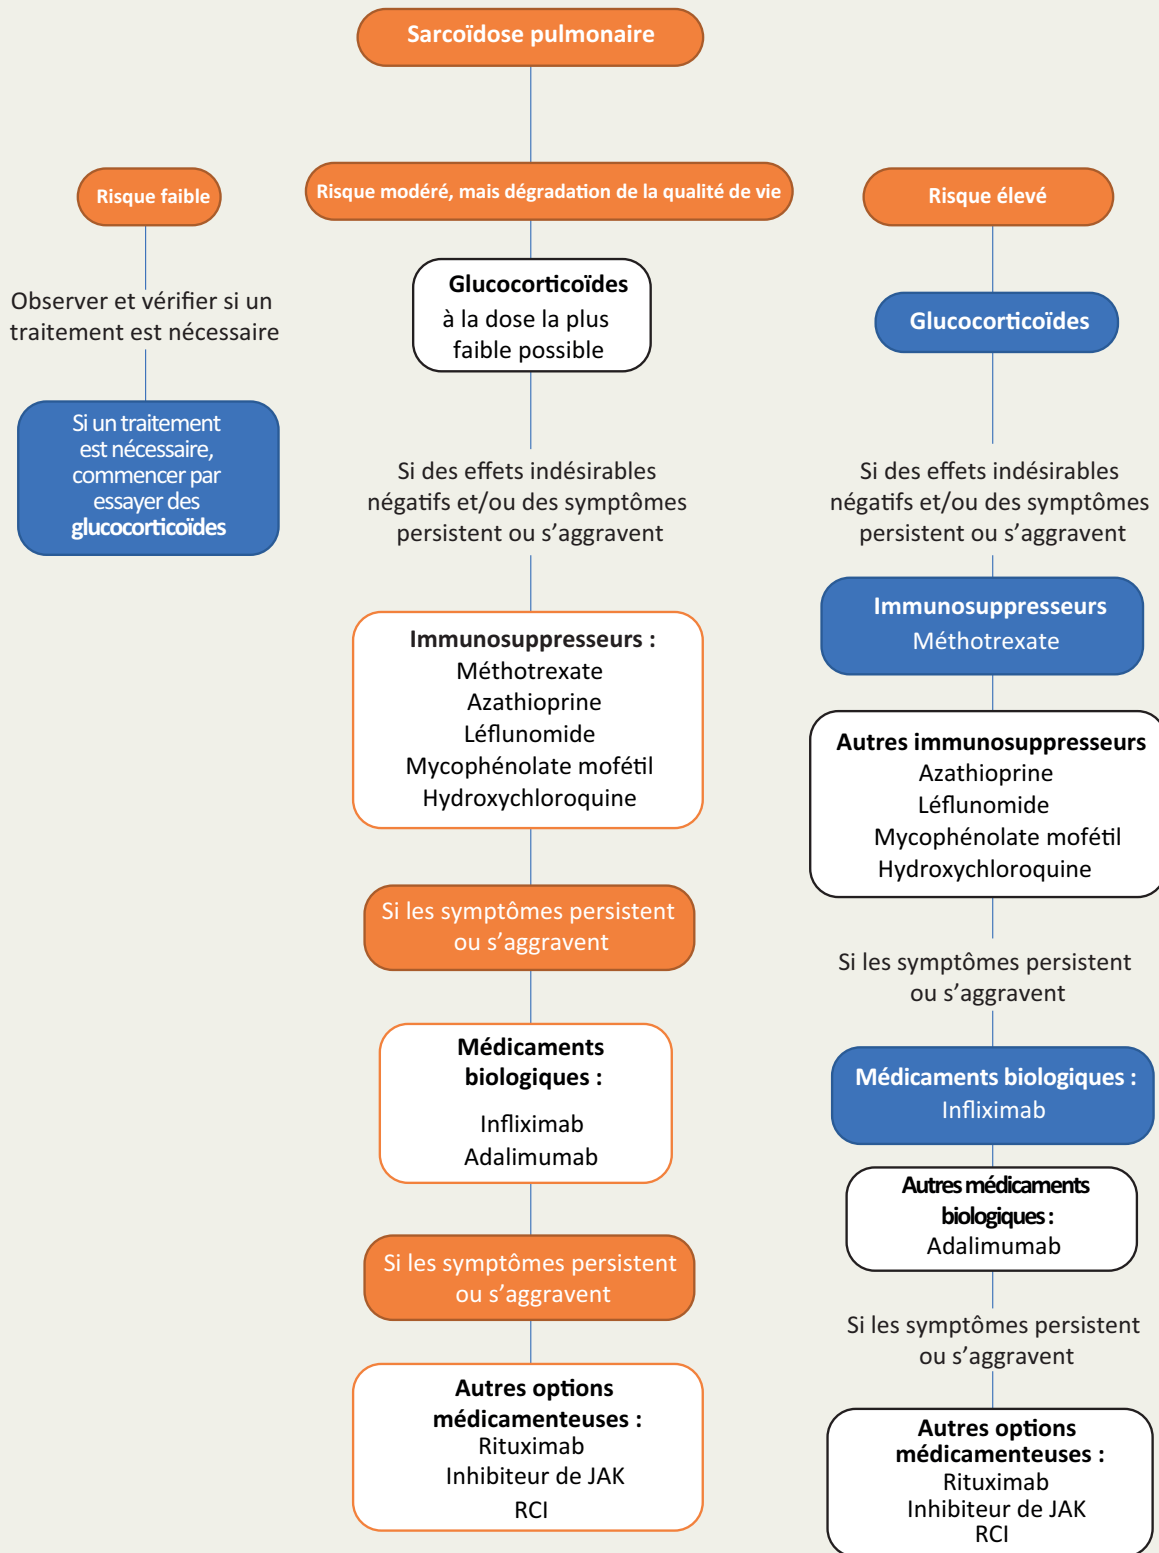 Sarcoïdose pulmonaire
Risque faible
Observer et vérifier si un
traitement est nécessaire
Si un traitement
est nécessaire,
commencer par
essayer des
glucocorticoïdes
Risque modéré, mais dégradation de la qualité de vie
Glucocorticoïdes
à la dose la plus
faible possible
Si des effets indésirables
négatifs et/ou des symptômes
persistent ou s’aggravent
Immunosuppresseurs :
Méthotrexate
Azathioprine
Léflunomide
Mycophénolate mofétil
Hydroxychloroquine
Si les symptômes persistent
ou s’aggravent
Médicaments
biologiques :
Infliximab
Adalimumab
Si les symptômes persistent
ou s’aggravent
Autres options
médicamenteuses :
Rituximab
Inhibiteur de JAK
RCI
Risque élevé
Glucocorticoïdes
Si des effets indésirables
négatifs et/ou des symptômes
persistent ou s’aggravent
Immunosuppresseurs
Méthotrexate
Autres immunosuppresseurs
Azathioprine
Léflunomide
Mycophénolate mofétil
Hydroxychloroquine
Si les symptômes persistent
ou s’aggravent
Médicaments biologiques :
Infliximab
Autres médicaments
biologiques :
Adalimumab
Si les symptômes persistent
ou s’aggravent
Autres options
médicamenteuses :
Rituximab
Inhibiteur de JAK
RCI